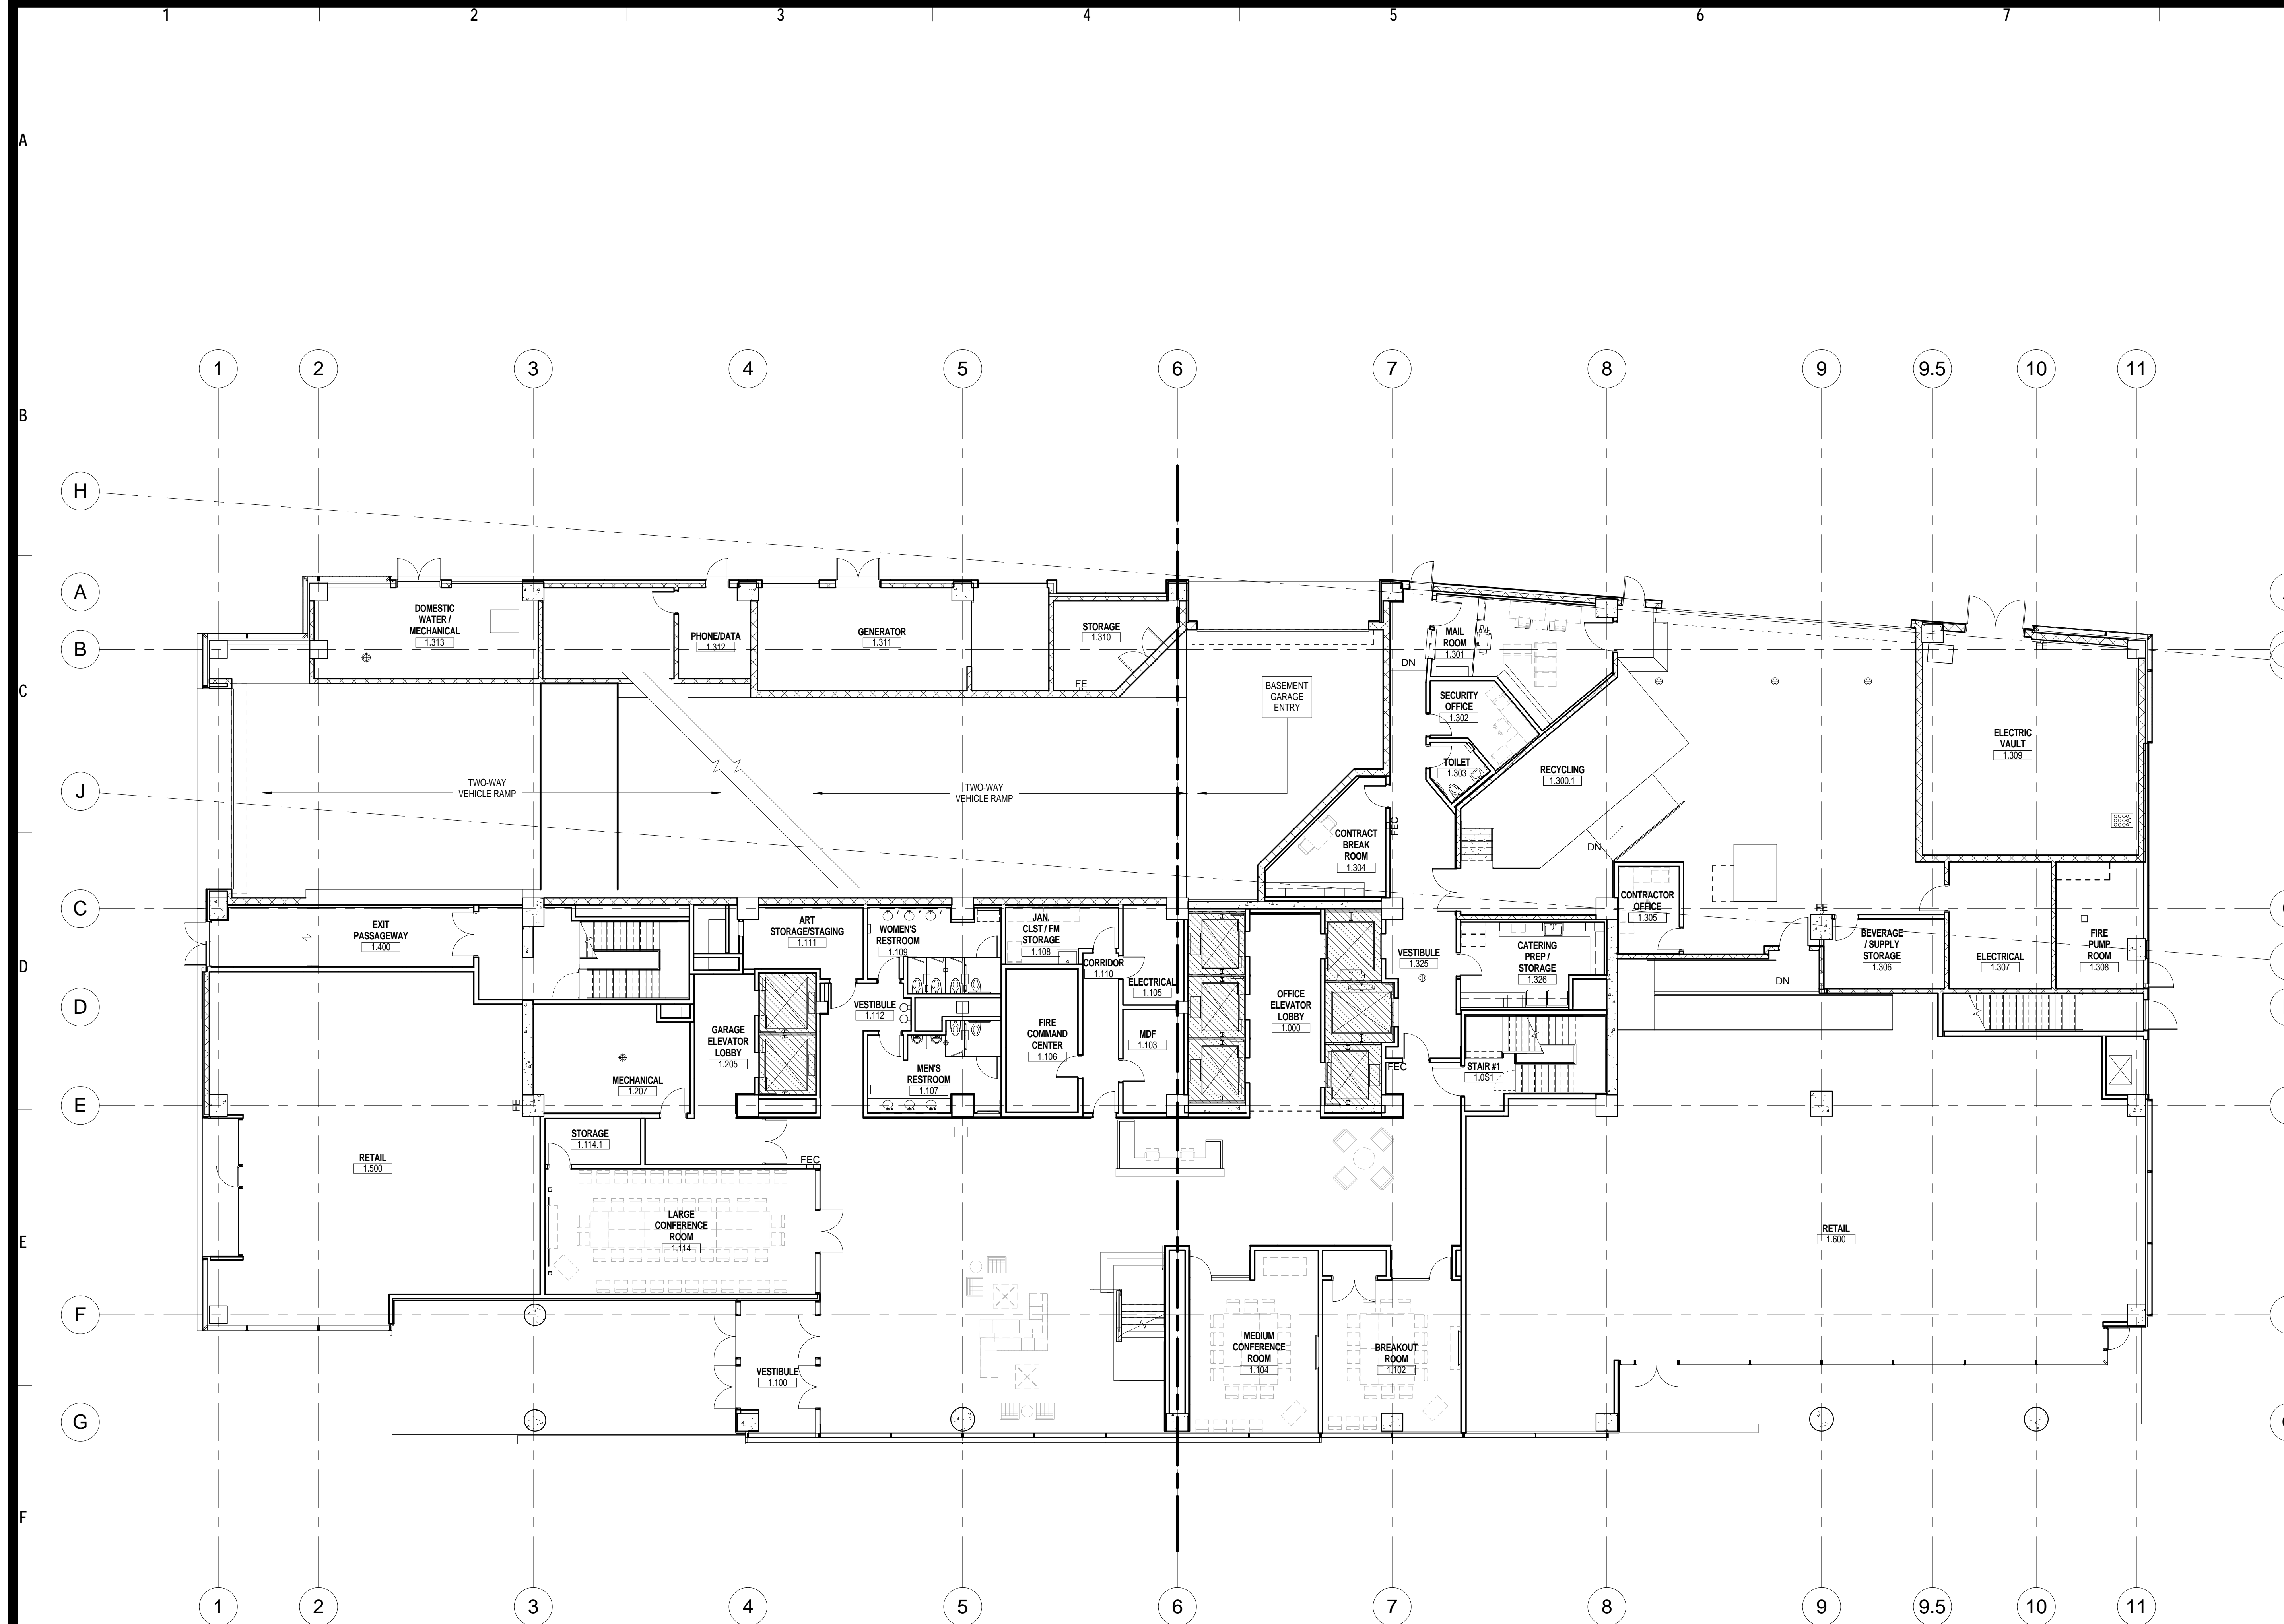 1 2 3 4 5 6 7
A
B
C
D
E
F
1 2 3 4 5 6 7 8 9 9.5 10 11
H
A
B
J
C
D
E
F
G
DOMESTIC
WATER /
MECHANICAL
1.313
PHONE/DATA
1.312
GENERATOR
1.311
STORAGE
1.310
FE
BASEMENT
GARAGE
ENTRY
DN
MAIL
ROOM
1.301
SECURITY
OFFICE
1.302
TOILET
1.303
RECYCLING
1.300.1
FE
ELECTRIC
VAULT
1.309
TWO-WAY
VEHICLE RAMP
TWO-WAY
VEHICLE RAMP
CONTRACT
BREAK
ROOM
1.304
FEC
DN
CONTRACTOR
OFFICE
1.305
FE
EXIT
PASSAGEWAY
1.400
ART
STORAGE/STAGING
1.111
WOMEN'S
RESTROOM
1.109
JAN.
CLST / FM
STORAGE
1.108
CORRIDOR
1.110
ELECTRICAL
1.105
VESTIBULE
1.325
CATERING
PREP /
STORAGE
1.326
BEVERAGE
/ SUPPLY
STORAGE
1.306
ELECTRICAL
1.307
FIRE
PUMP
ROOM
1.308
DN
VESTIBULE
1.112
OFFICE
ELEVATOR
LOBBY
1.000
GARAGE
ELEVATOR
LOBBY
1.205
FIRE
COMMAND
CENTER
1.106
MDF
1.103
MECHANICAL
1.207
MEN'S
RESTROOM
1.107
FEC
STAIR #1
1.0S1
FE
STORAGE
1.114.1
FEC
RETAIL
1.500
LARGE
CONFERENCE
ROOM
1.114
RETAIL
1.600
VESTIBULE
1.100
MEDIUM
CONFERENCE
ROOM
1.104
BREAKOUT
ROOM
1.102
1 2 3 4 5 6 7 8 9 9.5 10 11